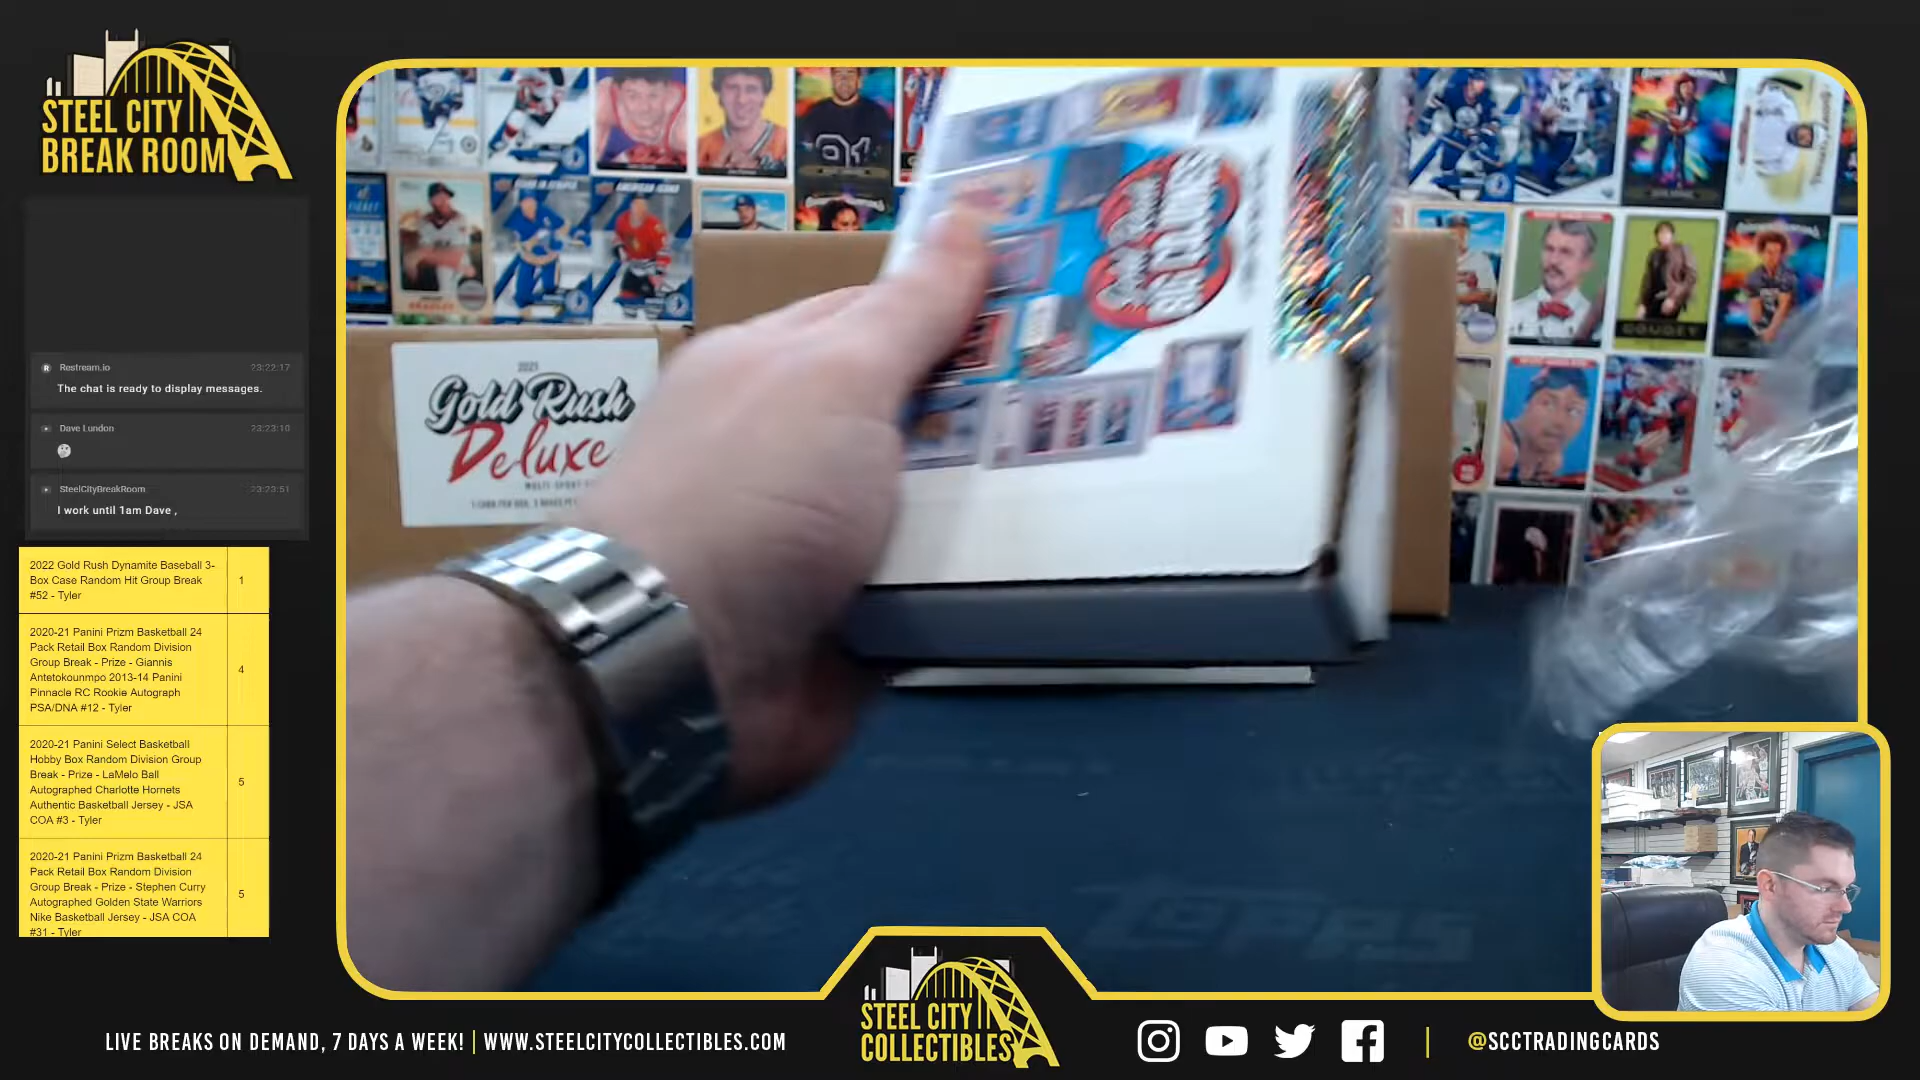 STEEL CITY
BREAK ROOM
Restream.io 23:22:17
The chat is ready to display messages.
Dave Lundon 23:23:10
SteelCityBreakRoom 23:23:51
I work until 1am Dave ,
2022 Gold Rush Dynamite Baseball 3-
Box Case Random Hit Group Break 1
#52 - Tyler
2020-21 Panini Prizm Basketball 24
Pack Retail Box Random Division
Group Break - Prize - Giannis
Antetokounmpo 2013-14 Panini 4
Pinnacle RC Rookie Autograph
PSA/DNA #12 - Tyler
2020-21 Panini Select Basketball
Hobby Box Random Division Group
Break - Prize - LaMelo Ball 5
Autographed Charlotte Hornets
Authentic Basketball Jersey - JSA
COA #3 - Tyler
2020-21 Panini Prizm Basketball 24
Pack Retail Box Random Division
Group Break - Prize - Stephen Curry 5
Autographed Golden State Warriors
Nike Basketball Jersey - JSA COA
#31 - Tyler
Gold Rush
Deluxe
GOUDEY
TOPPS
STEEL CITY
COLLECTIBLES
LIVE BREAKS ON DEMAND, 7 DAYS A WEEK! | WWW.STEELCITYCOLLECTIBLES.COM
| @SCCTRADINGCARDS